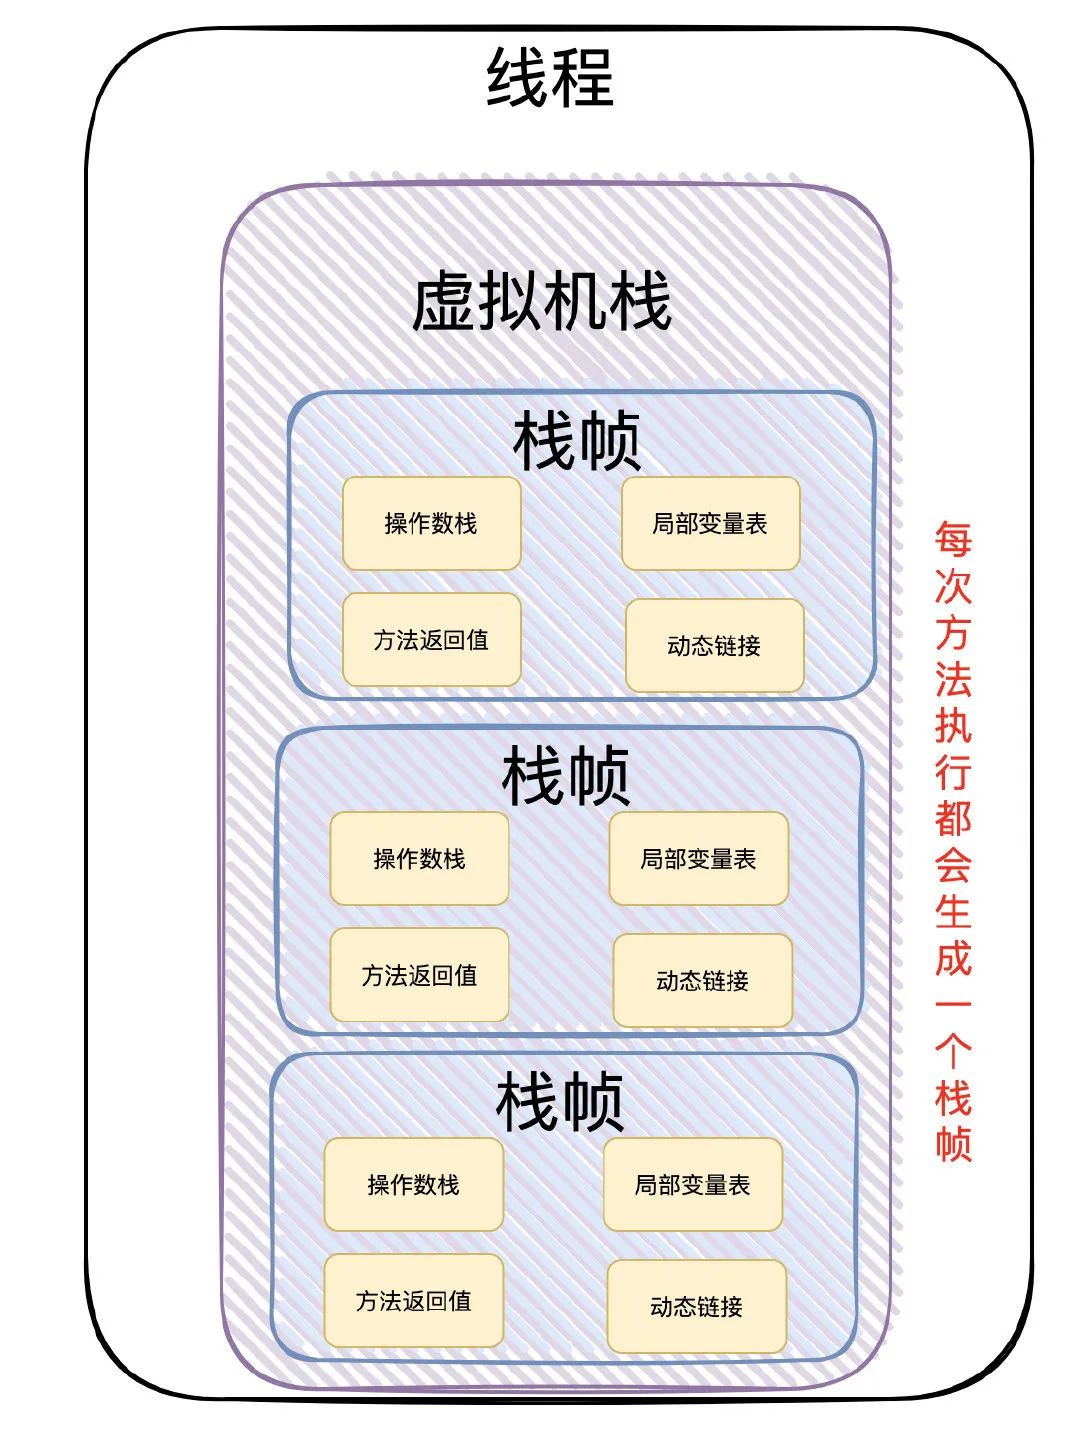 线程
虚拟机栈
栈帧
操作数栈
局部变量表
方法返回值
动态链接
栈帧
操作数栈
局部变量表
方法返回值
动态链接
栈帧
操作数栈
局部变量表
方法返回值
动态链接
每次方法执行都会生成一个栈帧